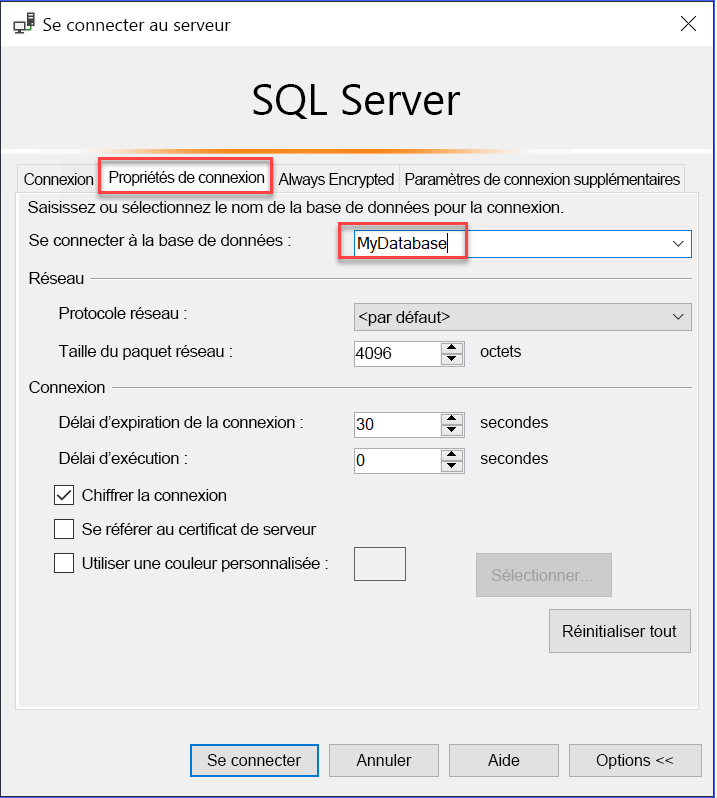 Se connecter au serveur
SQL Server
Connexion Propriétés de connexion Always Encrypted Paramètres de connexion supplémentaires
Saisissez ou sélectionnez le nom de la base de données pour la connexion.
Se connecter à la base de données : MyDatabase
Réseau
Protocole réseau : <par défaut>
Taille du paquet réseau : 4096 octets
Connexion
Délai d’expiration de la connexion : 30 secondes
Délai d’exécution : 0 secondes
Chiffrer la connexion
Se référer au certificat de serveur
Utiliser une couleur personnalisée :
Sélectionner...
Réinitialiser tout
Se connecter Annuler Aide Options <<